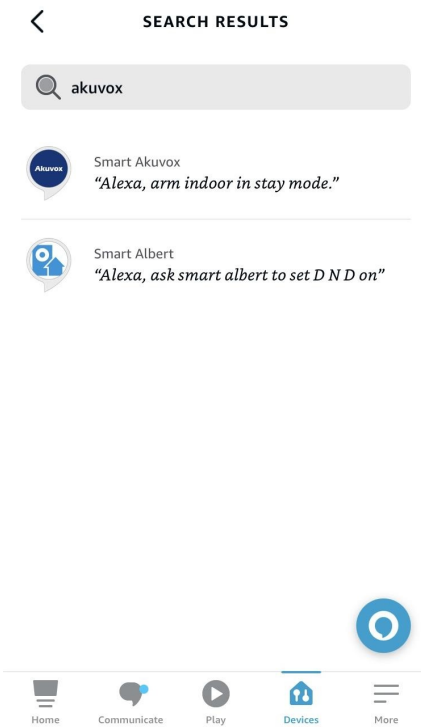 SEARCH RESULTS
akuvox
Akuvox
Smart Akuvox
“Alexa, arm indoor in stay mode.”
Smart Albert
“Alexa, ask smart albert to set D N D on”
Home
Communicate
Play
Devices
More